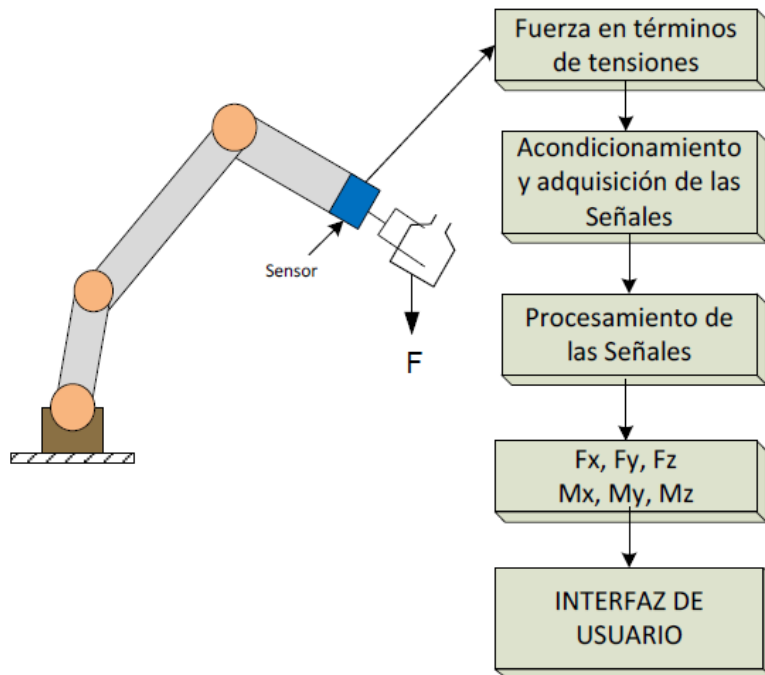 Fuerza en términos
de tensiones
Acondicionamiento
y adquisición de las
Señales
Sensor
Procesamiento de
las Señales
F
Fx, Fy, Fz
Mx, My, Mz
INTERFAZ DE
USUARIO